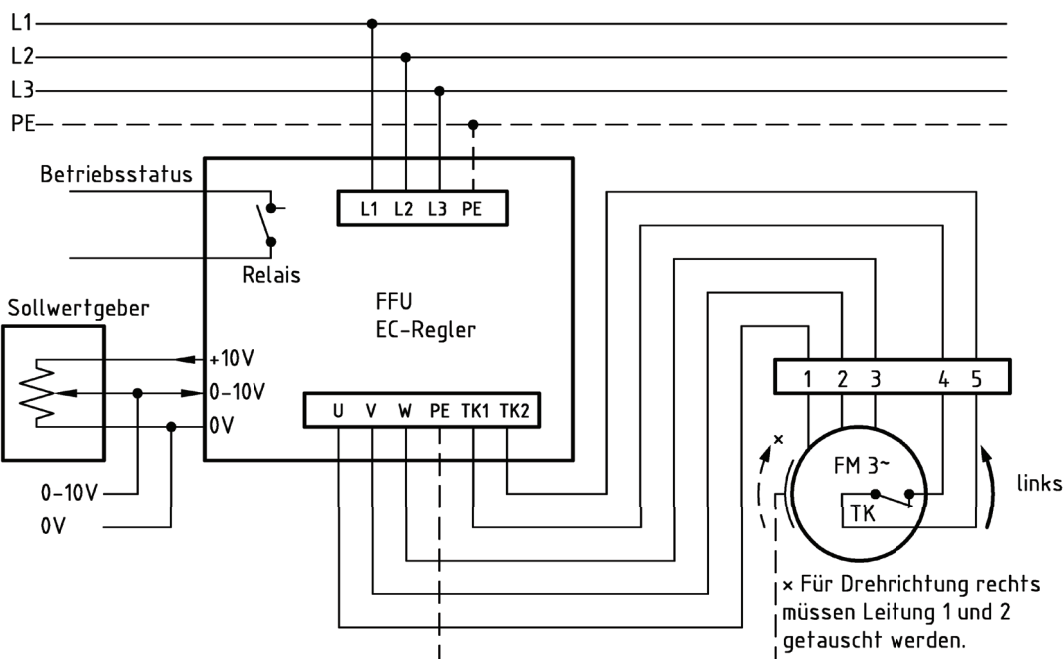 L1
L2
L3
PE
Betriebsstatus
Relais
L1 L2 L3 PE
FFU
EC-Regler
Sollwertgeber
+10V
0-10V
0V
0-10V
0V
U V W PE TK1 TK2
1 2 3 4 5
×
FM 3~
TK
links
× Für Drehrichtung rechts
müssen Leitung 1 und 2
getauscht werden.